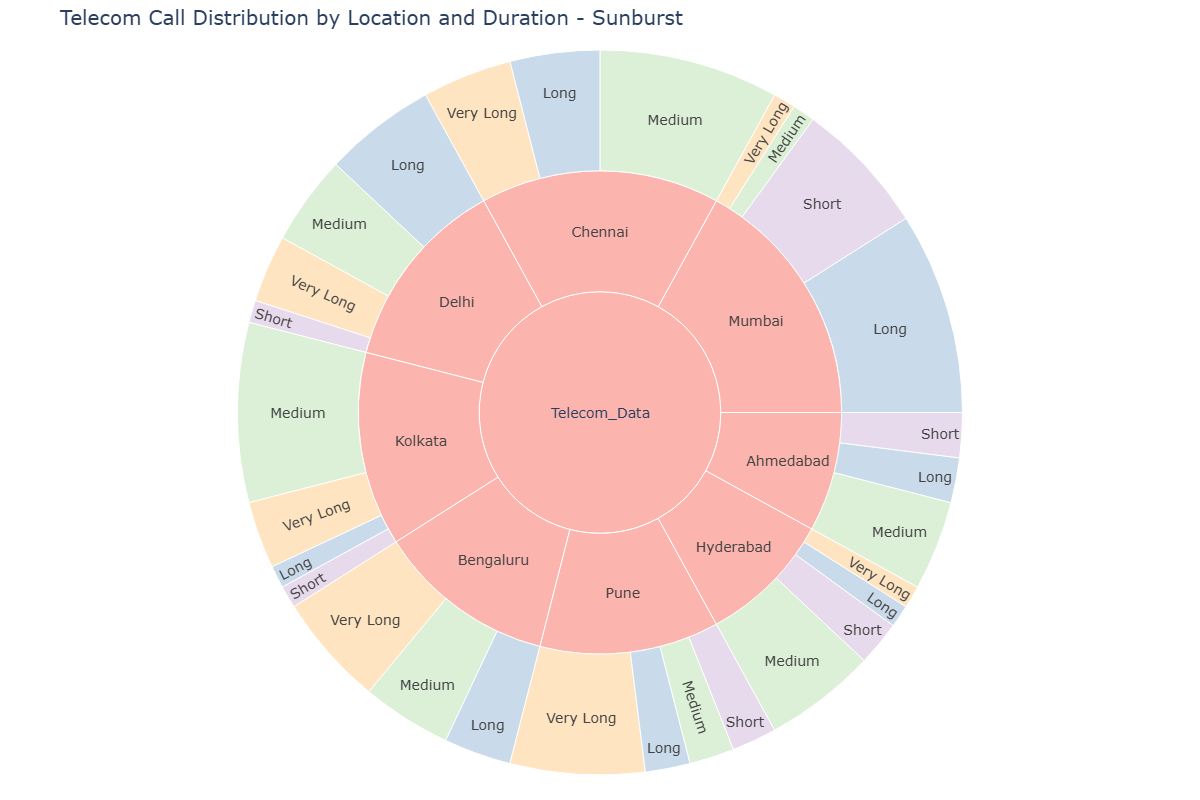 Telecom Call Distribution by Location and Duration - Sunburst
Telecom_Data
Mumbai
Long
Short
Medium
Very Long
Chennai
Medium
Long
Very Long
Delhi
Long
Medium
Very Long
Short
Kolkata
Medium
Very Long
Long
Short
Bengaluru
Very Long
Medium
Long
Pune
Very Long
Long
Medium
Short
Hyderabad
Medium
Short
Long
Very Long
Ahmedabad
Medium
Long
Short